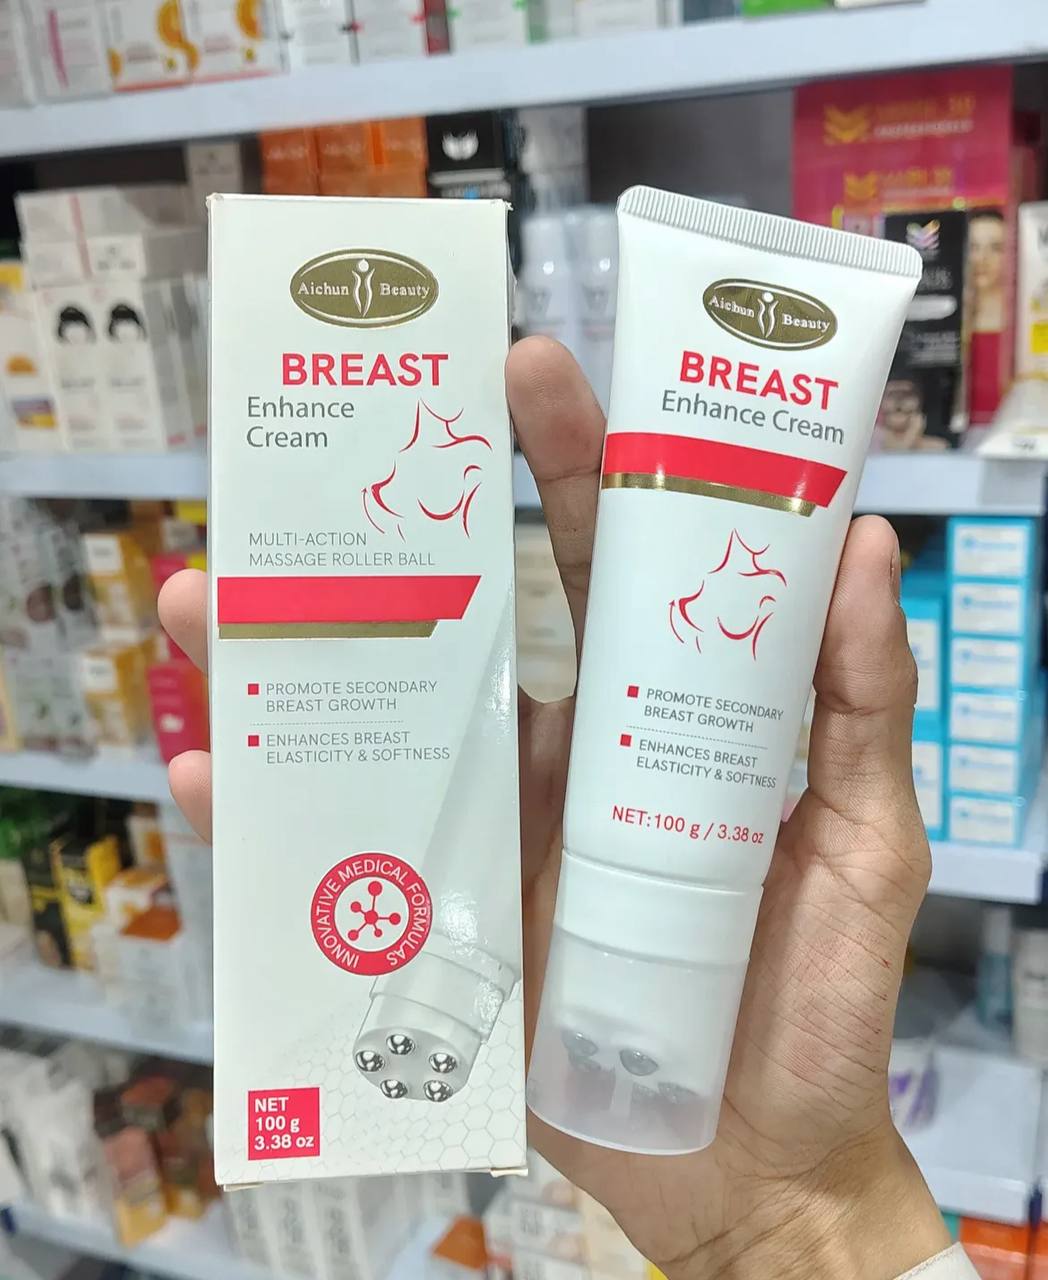 Aichun Beauty
BREAST
Enhance
Cream
MULTI-ACTION
MASSAGE ROLLER BALL
PROMOTE SECONDARY
BREAST GROWTH
ENHANCES BREAST
ELASTICITY & SOFTNESS
INNOVATIVE MEDICAL FORMULAS
NET
100 g
3.38 oz
Aichun Beauty
BREAST
Enhance Cream
PROMOTE SECONDARY
BREAST GROWTH
ENHANCES BREAST
ELASTICITY & SOFTNESS
NET:100 g / 3.38 oz